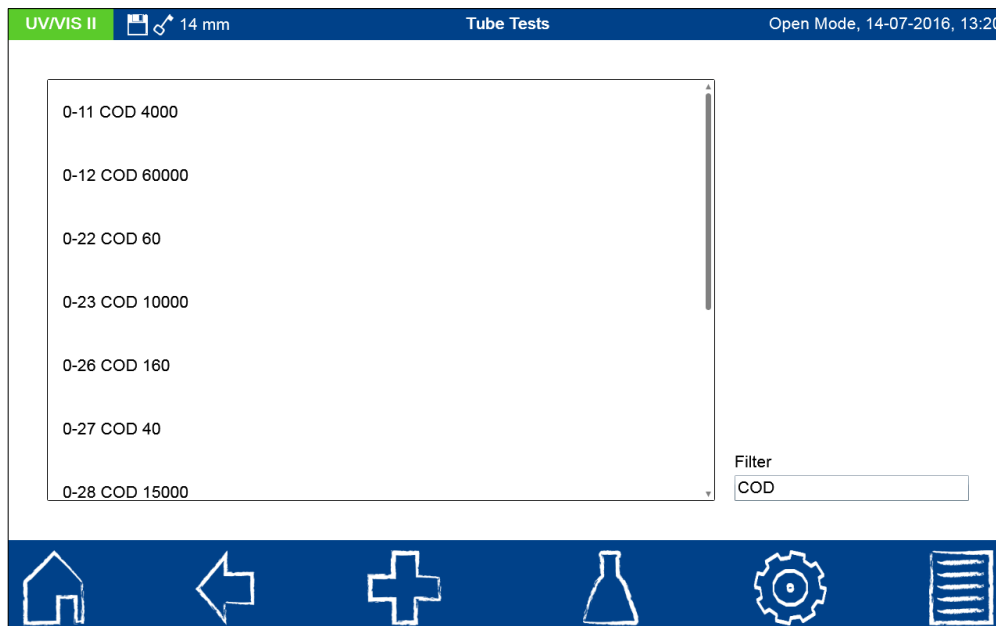 UV/VIS II 14 mm Tube Tests Open Mode, 14-07-2016, 13:20
0-11 COD 4000
0-12 COD 60000
0-22 COD 60
0-23 COD 10000
0-26 COD 160
0-27 COD 40
0-28 COD 15000
Filter
COD